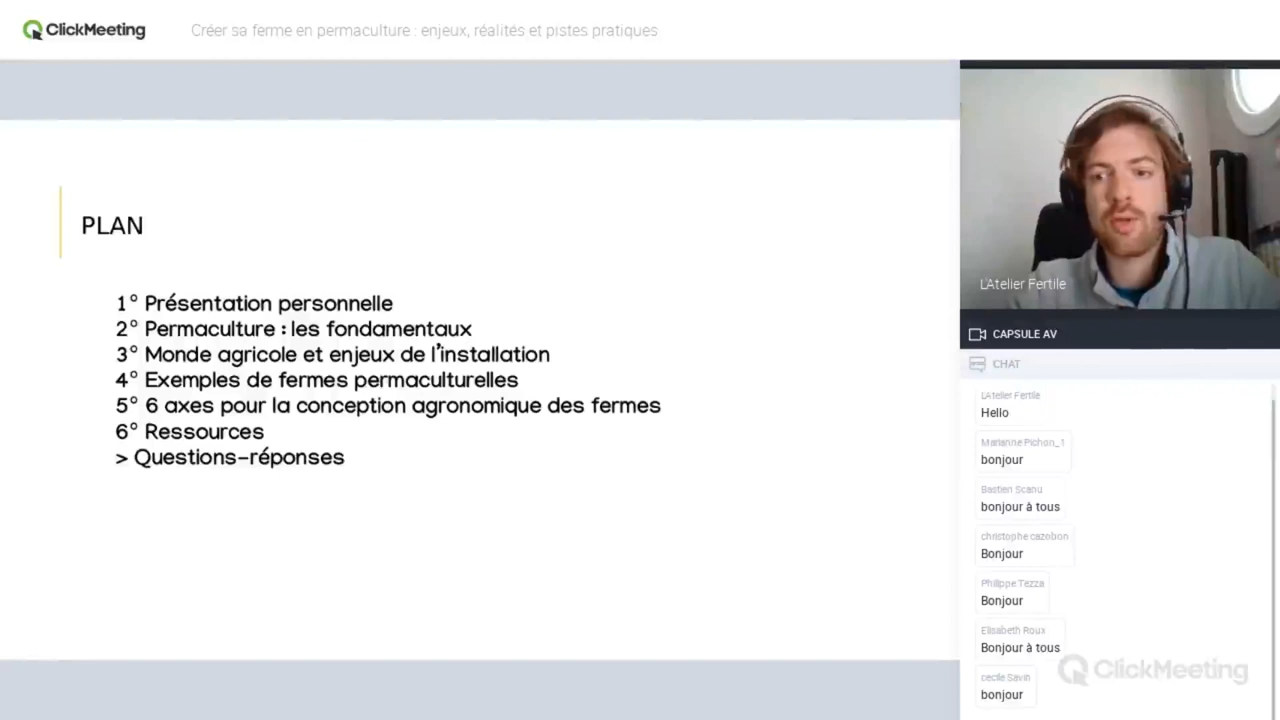 ClickMeeting
Créer sa ferme en permaculture : enjeux, réalités et pistes pratiques
PLAN
1° Présentation personnelle
2° Permaculture : les fondamentaux
3° Monde agricole et enjeux de l'installation
4° Exemples de fermes permaculturelles
5° 6 axes pour la conception agronomique des fermes
6° Ressources
> Questions-réponses
L'Atelier Fertile
CAPSULE AV
CHAT
L'Atelier Fertile
Hello
Marianne Pichon_1
bonjour
Bastien Scanu
bonjour à tous
christophe cazobon
Bonjour
Philippe Tezza
Bonjour
Elisabeth Roux
Bonjour à tous
cecile Savin
bonjour
ClickMeeting